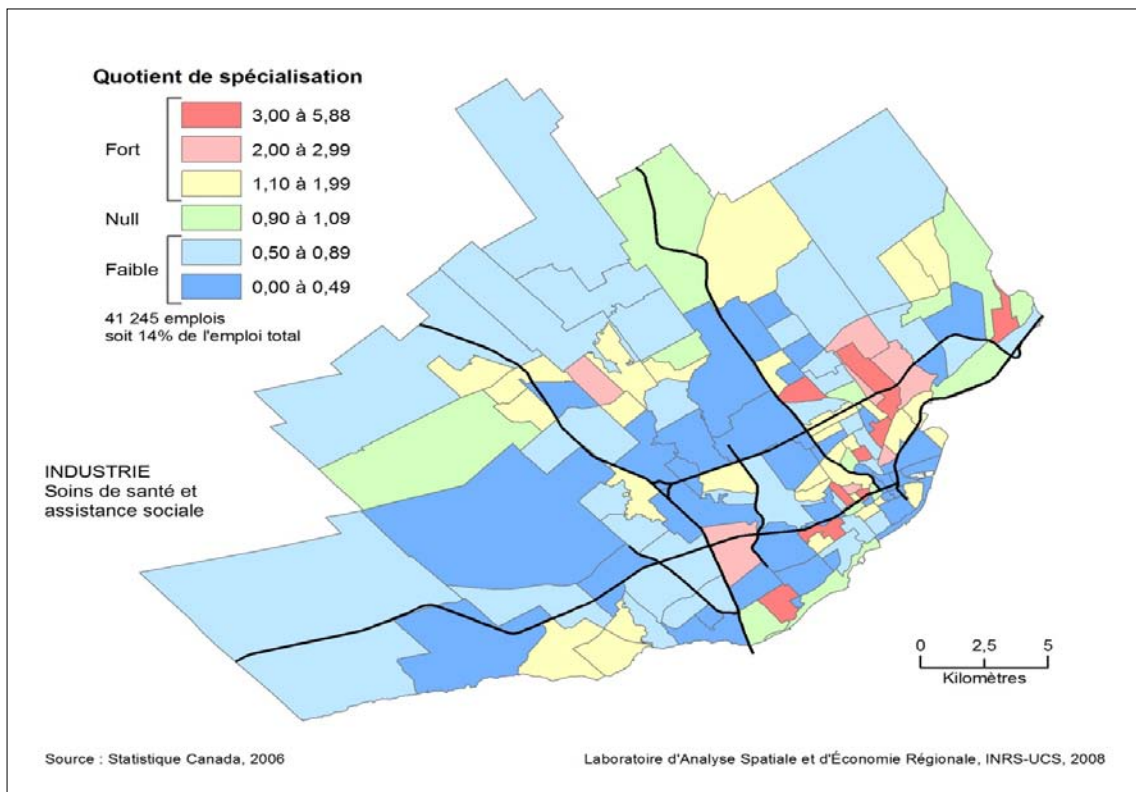 Quotient de spécialisation
Fort
3,00 à 5,88
2,00 à 2,99
1,10 à 1,99
Null
0,90 à 1,09
Faible
0,50 à 0,89
0,00 à 0,49
41 245 emplois
soit 14% de l'emploi total
INDUSTRIE
Soins de santé et
assistance sociale
0 2,5 5
Kilomètres
Source : Statistique Canada, 2006
Laboratoire d'Analyse Spatiale et d'Économie Régionale, INRS-UCS, 2008